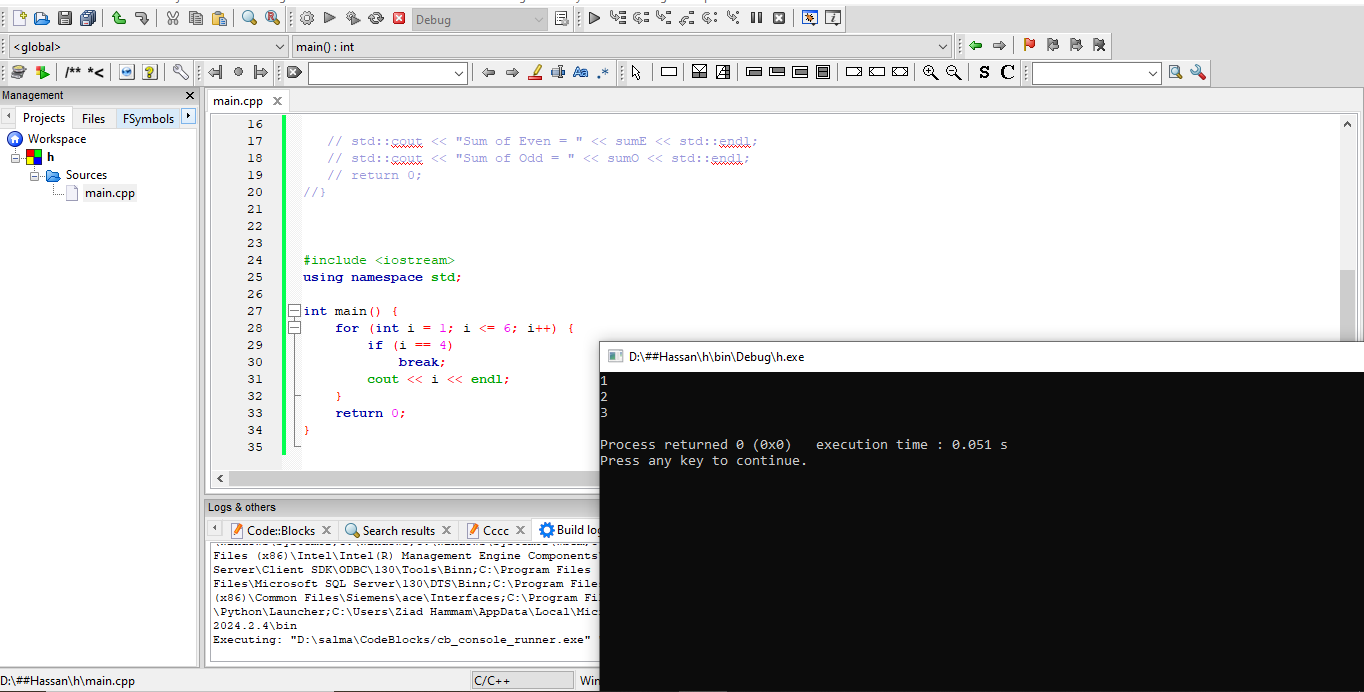 Debug
<global>
main() : int
/** *<
Aa .*
S C
Management
Projects Files FSymbols
Workspace
h
Sources
main.cpp
main.cpp
16
17 // std::cout << "Sum of Even = " << sumE << std::endl;
18 // std::cout << "Sum of Odd = " << sumO << std::endl;
19 // return 0;
20 //}
21
22
23
24 #include <iostream>
25 using namespace std;
26
27 int main() {
28 for (int i = 1; i <= 6; i++) {
29 if (i == 4)
30 break;
31 cout << i << endl;
32 }
33 return 0;
34 }
35
D:\##Hassan\h\bin\Debug\h.exe
1
2
3
Process returned 0 (0x0) execution time : 0.051 s
Press any key to continue.
Logs & others
Code::Blocks Search results Cccc Build log
Files (x86)\Intel\Intel(R) Management Engine Components
Server\Client SDK\ODBC\130\Tools\Binn;C:\Program Files
Files\Microsoft SQL Server\130\DTS\Binn;C:\Program File
(x86)\Common Files\Siemens\ace\Interfaces;C:\Program Fi
\Python\Launcher;C:\Users\Ziad Hammam\AppData\Local\Mic
2024.2.4\bin
Executing: "D:\salma\CodeBlocks/cb_console_runner.exe"
D:\##Hassan\h\main.cpp
C/C++
Win